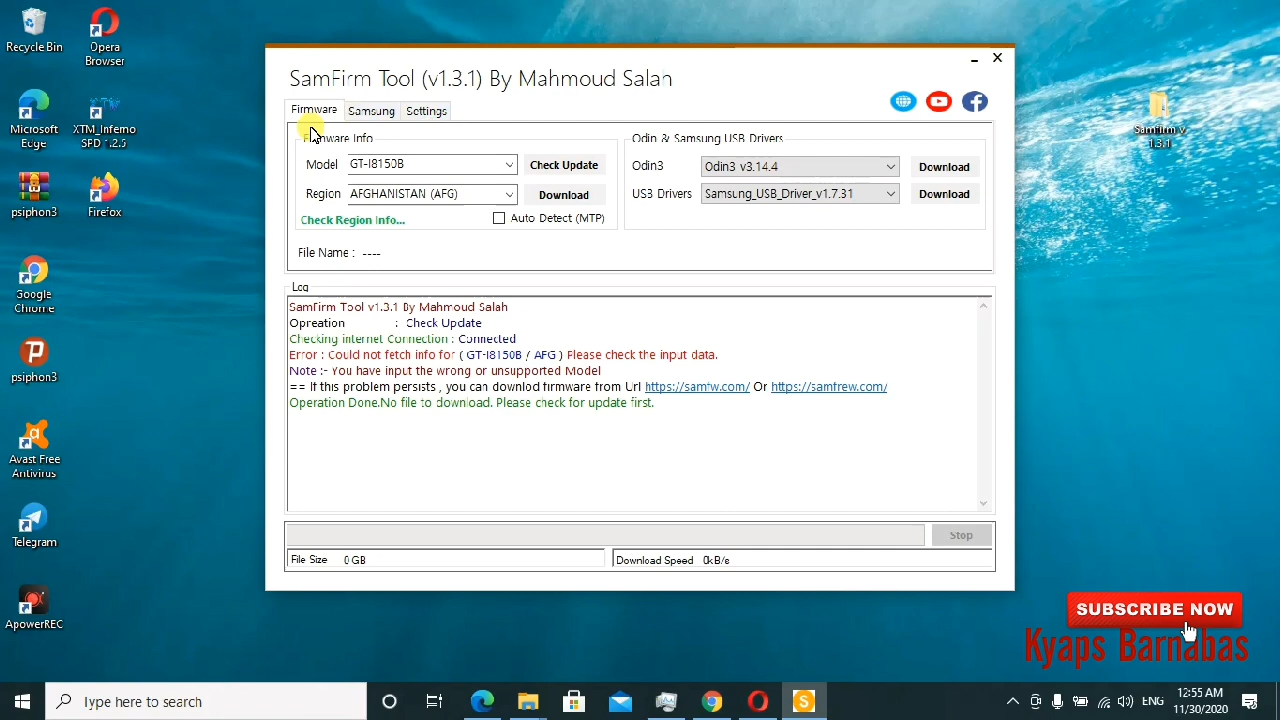 Recycle Bin
Opera
Browser
Microsoft
Edge
XTM_Inferno
SPD 1.2.5
psiphon3
Firefox
Google
Chrome
psiphon3
Avast Free
Antivirus
Telegram
ApowerREC
Samfirm v
1.3.1
SamFirm Tool (v1.3.1) By Mahmoud Salah
Firmware Samsung Settings
Firmware Info
Model GT-I8150B Check Update
Region AFGHANISTAN (AFG) Download
Check Region Info... Auto Detect (MTP)
File Name : ----
Odin & Samsung USB Drivers
Odin3 Odin3 v3.14.4 Download
USB Drivers Samsung_USB_Driver_v1.7.31 Download
Log
SamFirm Tool v1.3.1 By Mahmoud Salah
Opreation : Check Update
Checking internet Connection : Connected
Error : Could not fetch info for ( GT-I8150B / AFG ) Please check the input data.
Note :- You have input the wrong or unsupported Model
== If this problem persists , you can downlod firmware from Url https://samfw.com/ Or https://samfrew.com/
Operation Done.No file to download. Please check for update first.
Stop
File Size 0 GB Download Speed 0kB/s
SUBSCRIBE NOW
Kyaps Barnabas
Type here to search
ENG
12:55 AM
11/30/2020